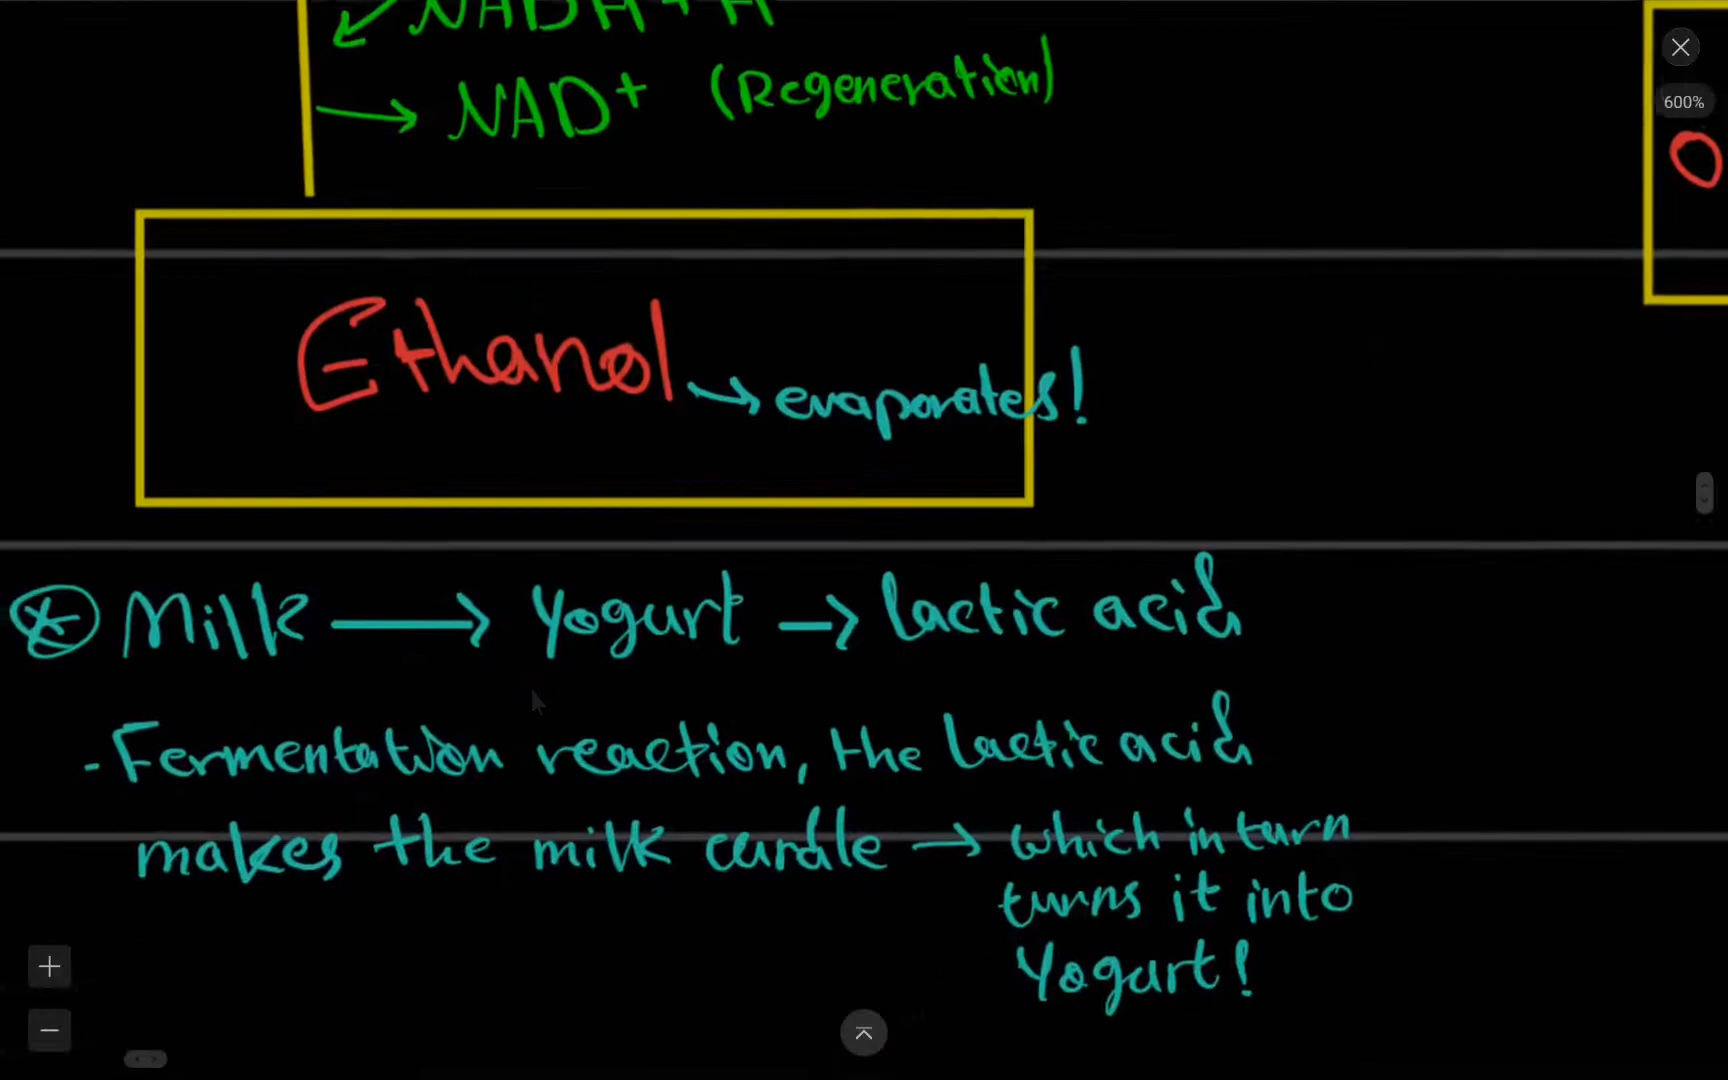 NADH + H
NAD+ (Regeneration)
600%
Ethanol → evaporates!
* Milk → Yogurt → lactic acid
- Fermentation reaction, the lactic acid
makes the milk curdle → which in turn
turns it into
Yogurt!